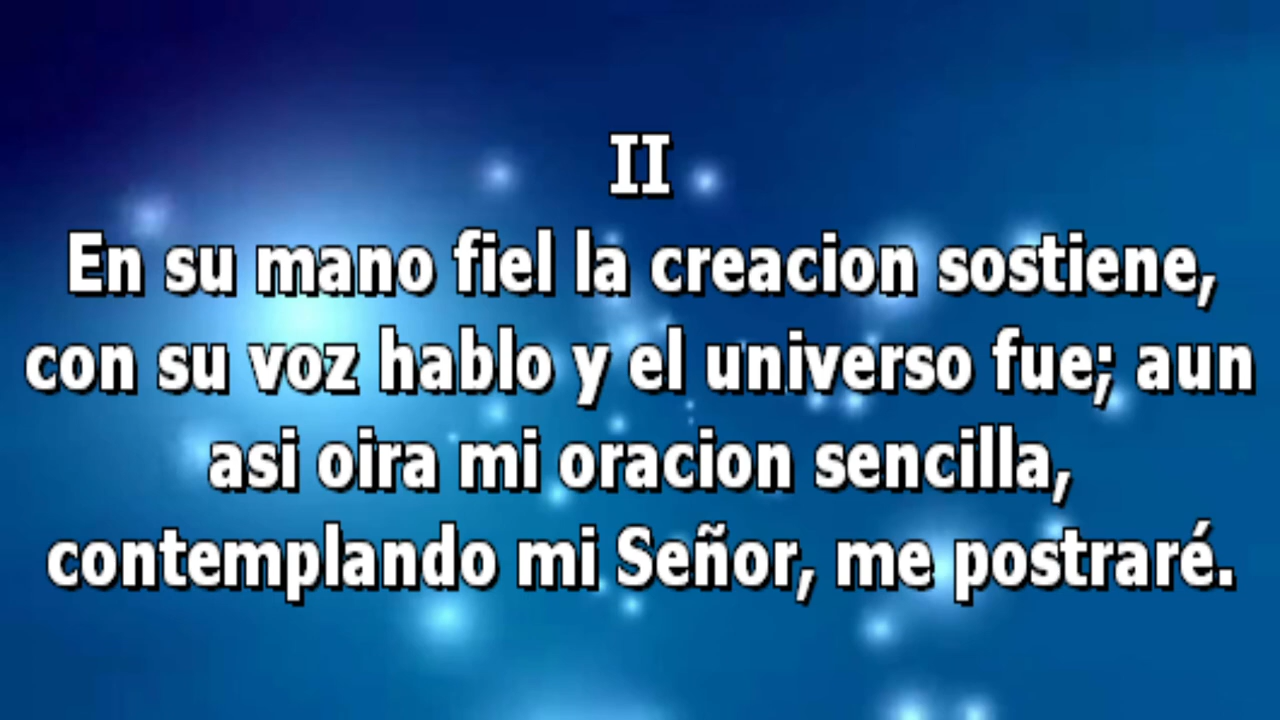 II
En su mano fiel la creacion sostiene,
con su voz hablo y el universo fue; aun
asi oira mi oracion sencilla,
contemplando mi Señor, me postraré.